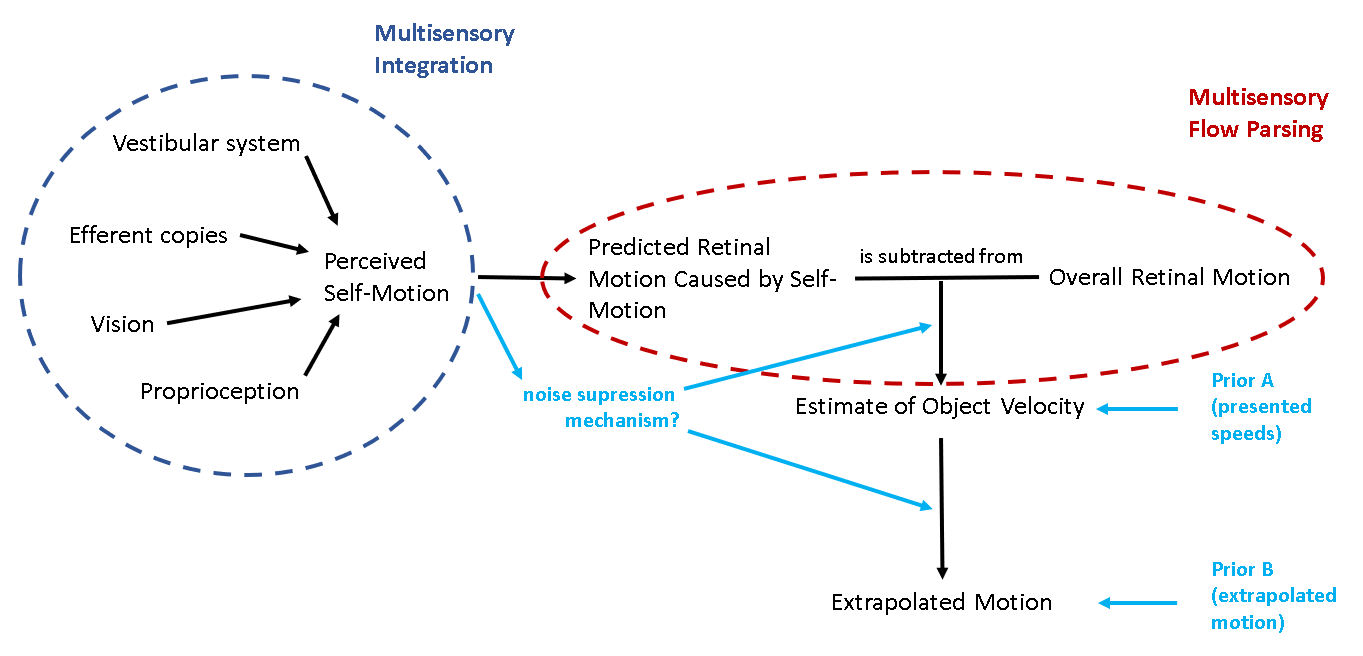 Multisensory
Integration
Multisensory
Flow Parsing
Vestibular system
Efferent copies
Perceived
Self-Motion
Vision
Proprioception
Predicted Retinal
Motion Caused by Self-
Motion
is subtracted from
Overall Retinal Motion
noise supression
mechanism?
Estimate of Object Velocity
Prior A
(presented
speeds)
Extrapolated Motion
Prior B
(extrapolated
motion)